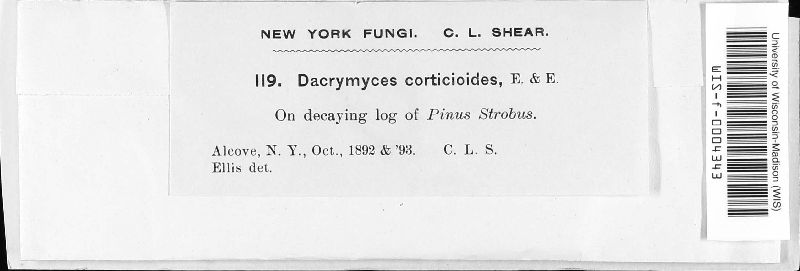 NEW YORK FUNGI. C. L. SHEAR.
119. Dacrymyces corticioides, E. & E.
On decaying log of Pinus Strobus.
Alcove, N. Y., Oct., 1892 & '93. C. L. S.
Ellis det.
University of Wisconsin-Madison (WIS)
WIS-f-0004343